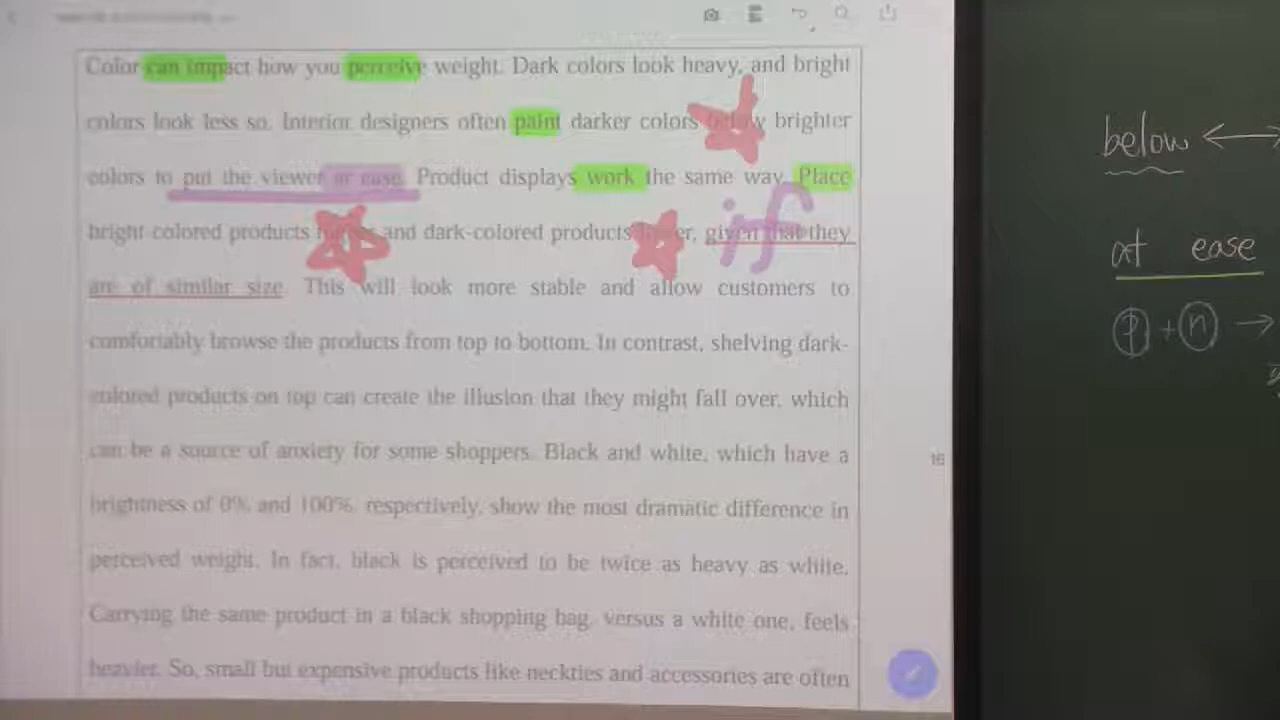 Color can impact how you perceive weight. Dark colors look heavy, and bright
colors look less so. Interior designers often paint darker colors below brighter
colors to put the viewer at ease. Product displays work the same way. Place
bright colored products and dark-colored products lower, given that they
if
are of similar size. This will look more stable and allow customers to
comfortably browse the products from top to bottom. In contrast, shelving dark-
colored products on top can create the illusion that they might fall over, which
can be a source of anxiety for some shoppers. Black and white, which have a
brightness of 0% and 100%, respectively, show the most dramatic difference in
perceived weight. In fact, black is perceived to be twice as heavy as white.
Carrying the same product in a black shopping bag, versus a white one, feels
heavier. So, small but expensive products like neckties and accessories are often
16
below ↔
at ease
p + n →